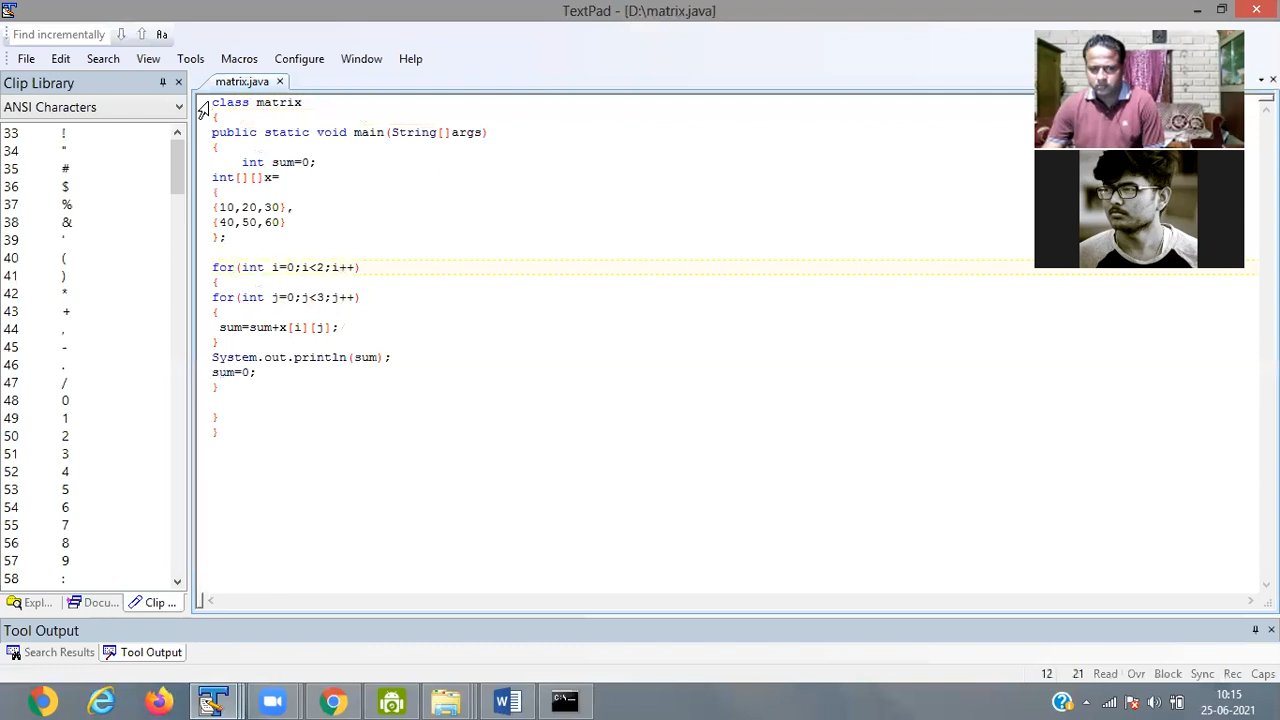 TextPad - [D:\matrix.java]
Find incrementally
Aa
File Edit Search View Tools Macros Configure Window Help
Clip Library
matrix.java
ANSI Characters
33 !
34 "
35 #
36 $
37 %
38 &
39 '
40 (
41 )
42 *
43 +
44 ,
45 -
46 .
47 /
48 0
49 1
50 2
51 3
52 4
53 5
54 6
55 7
56 8
57 9
58 :
class matrix
{
public static void main(String[]args)
{
int sum=0;
int[][]x=
{
{10,20,30},
{40,50,60}
};
for(int i=0;i<2;i++)
{
for(int j=0;j<3;j++)
{
sum=sum+x[i][j];
}
System.out.println(sum);
sum=0;
}
}
}
Expl... Docu... Clip ...
Tool Output
Search Results Tool Output
12 21 Read Ovr Block Sync Rec Caps
10:15
25-06-2021